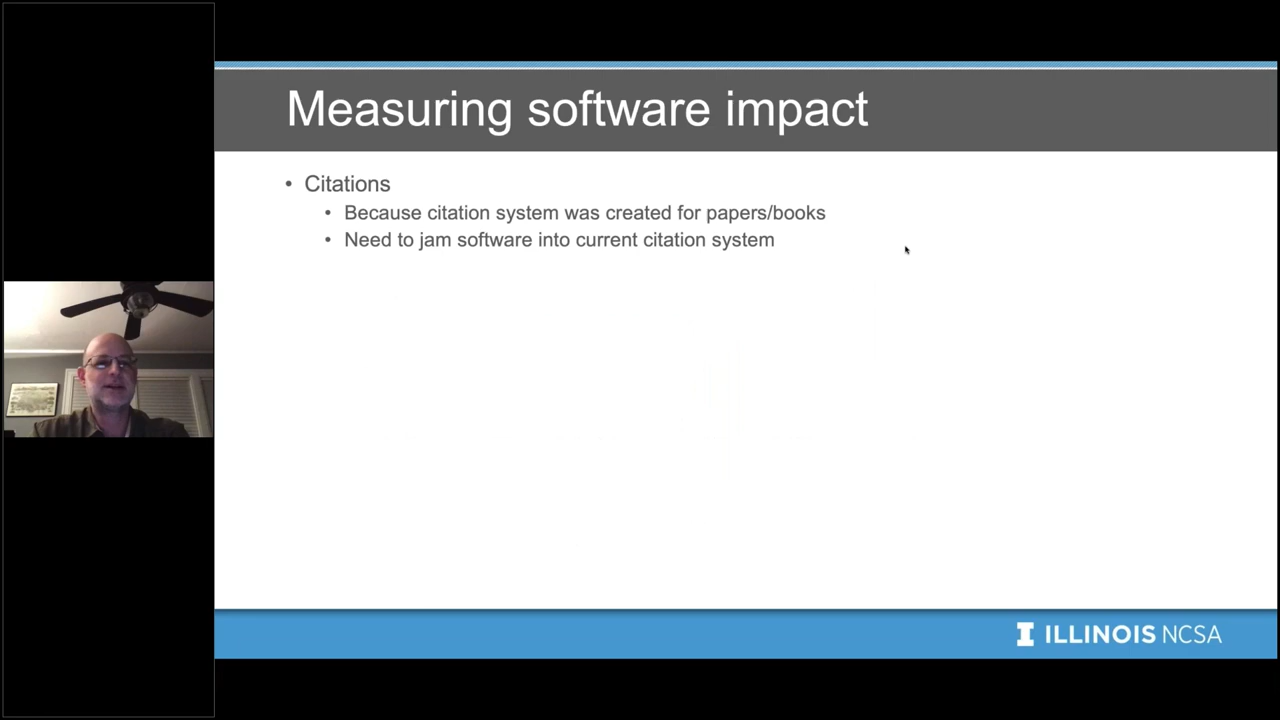 Measuring software impact
• Citations
• Because citation system was created for papers/books
• Need to jam software into current citation system
ILLINOIS NCSA